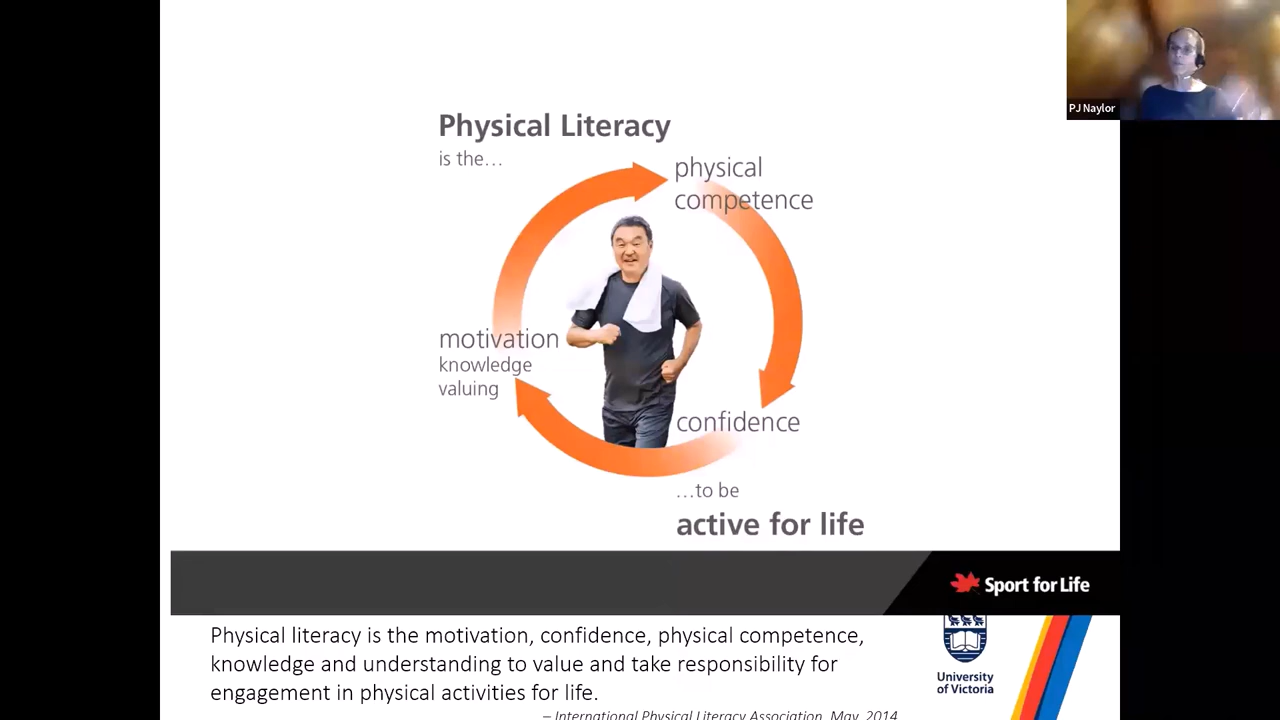 PJ Naylor
Physical Literacy
is the...
physical
competence
motivation
knowledge
valuing
confidence
...to be
active for life
Sport for Life
Physical literacy is the motivation, confidence, physical competence,
knowledge and understanding to value and take responsibility for
engagement in physical activities for life.
– International Physical Literacy Association, May, 2014
University
of Victoria